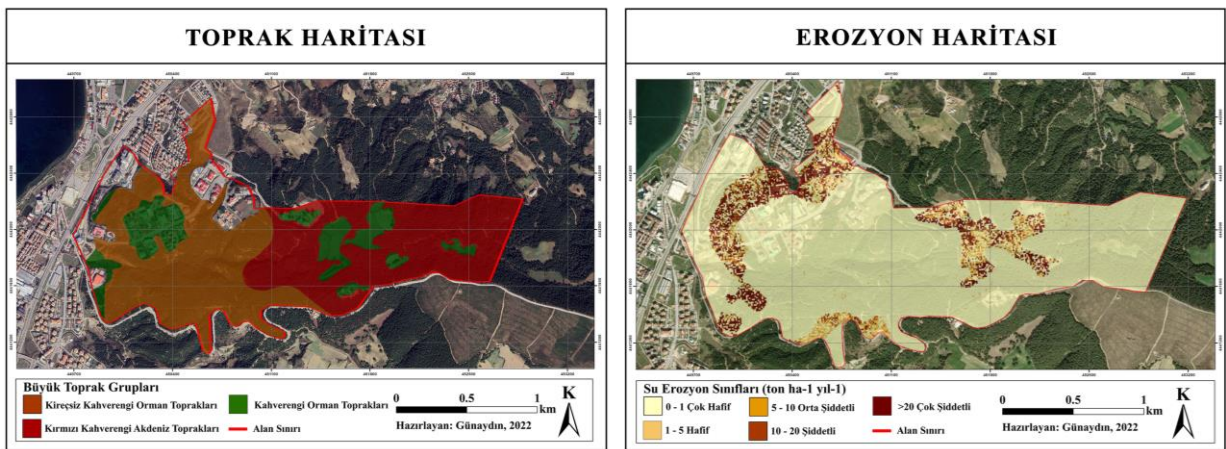 TOPRAK HARİTASI
Büyük Toprak Grupları
Kireçsiz Kahverengi Orman Toprakları
Kahverengi Orman Toprakları
Kırmızı Kahverengi Akdeniz Toprakları
Alan Sınırı
0 0.5 1
km
Hazırlayan: Günaydın, 2022
K
EROZYON HARİTASI
Su Erozyon Sınıfları (ton ha-1 yıl-1)
0 - 1 Çok Hafif
5 - 10 Orta Şiddetli
>20 Çok Şiddetli
1 - 5 Hafif
10 - 20 Şiddetli
Alan Sınırı
0 0.5 1
km
Hazırlayan: Günaydın, 2022
K